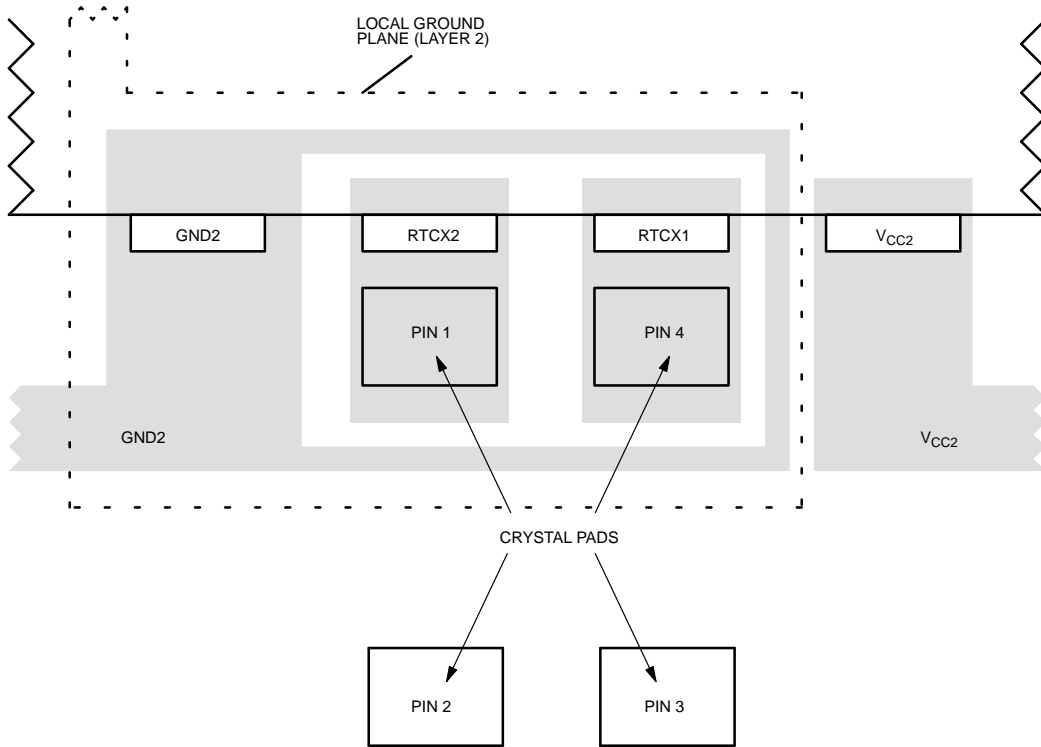 LOCAL GROUND
PLANE (LAYER 2)
GND2
RTCX2
RTCX1
VCC2
PIN 1
PIN 4
GND2
VCC2
CRYSTAL PADS
PIN 2
PIN 3